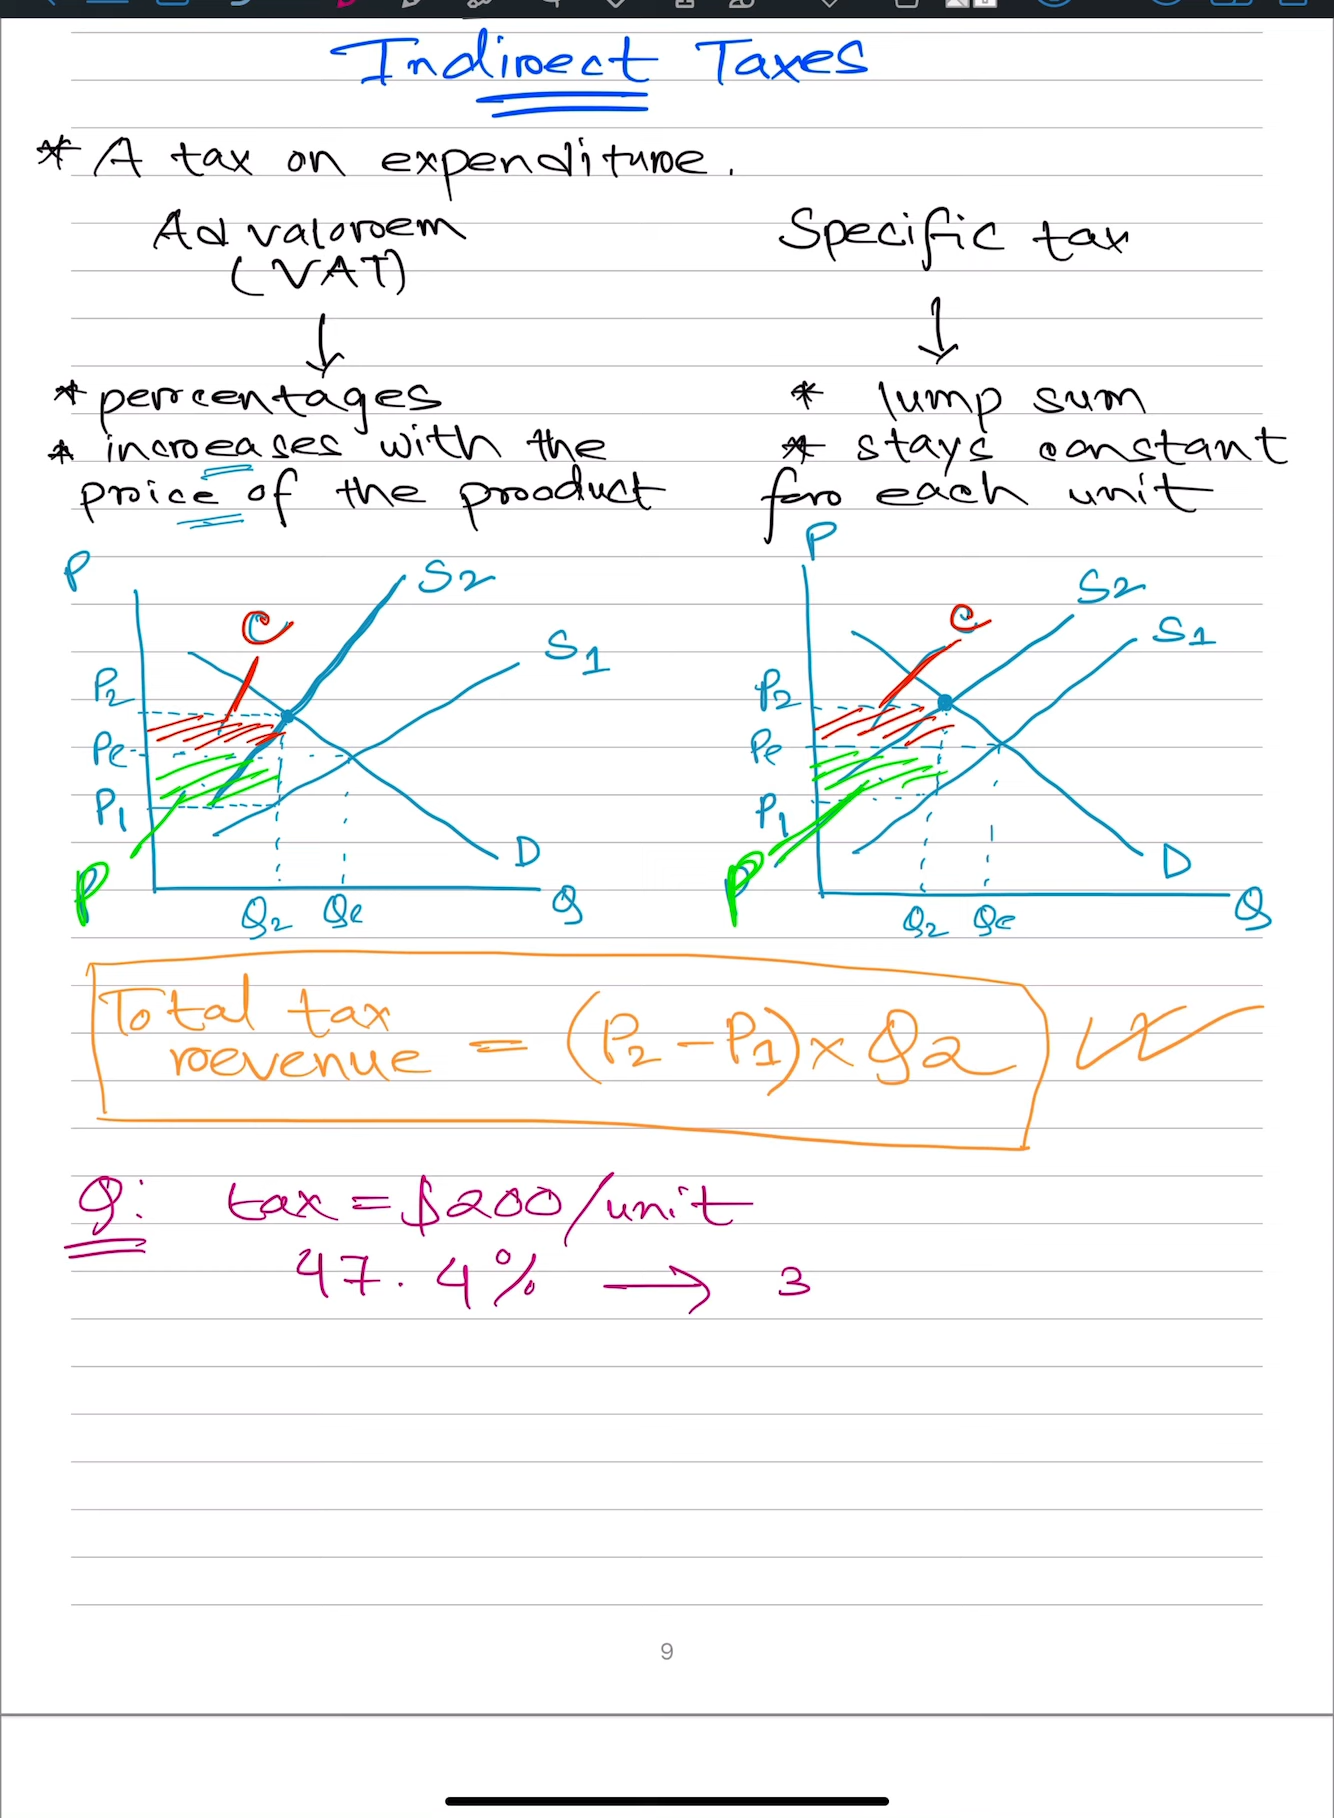 Indirect Taxes
* A tax on expenditure.
Ad valorem
(VAT)
Specific tax
* percentages
* increases with the
price of the product
* lump sum
* stays constant
for each unit
P
S2
C
S1
P2
Pe
P1
D
P
Q2 Qe
Q
P
S2
C
S1
P2
Pe
P1
D
P
Q2 Qe
Q
Total tax
revenue = (P2 - P1) x Q2
Q: tax = $200/unit
47.4% → 3
9